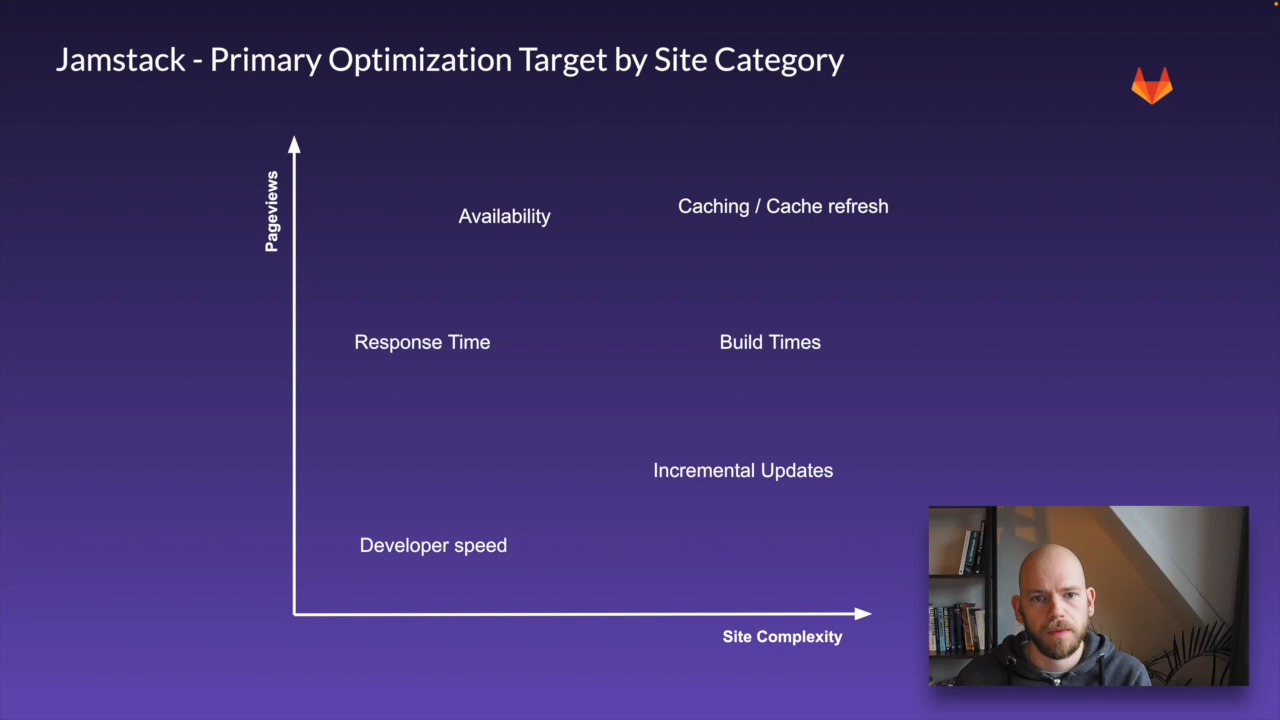 Jamstack - Primary Optimization Target by Site Category
Pageviews
Availability
Caching / Cache refresh
Response Time
Build Times
Incremental Updates
Developer speed
Site Complexity